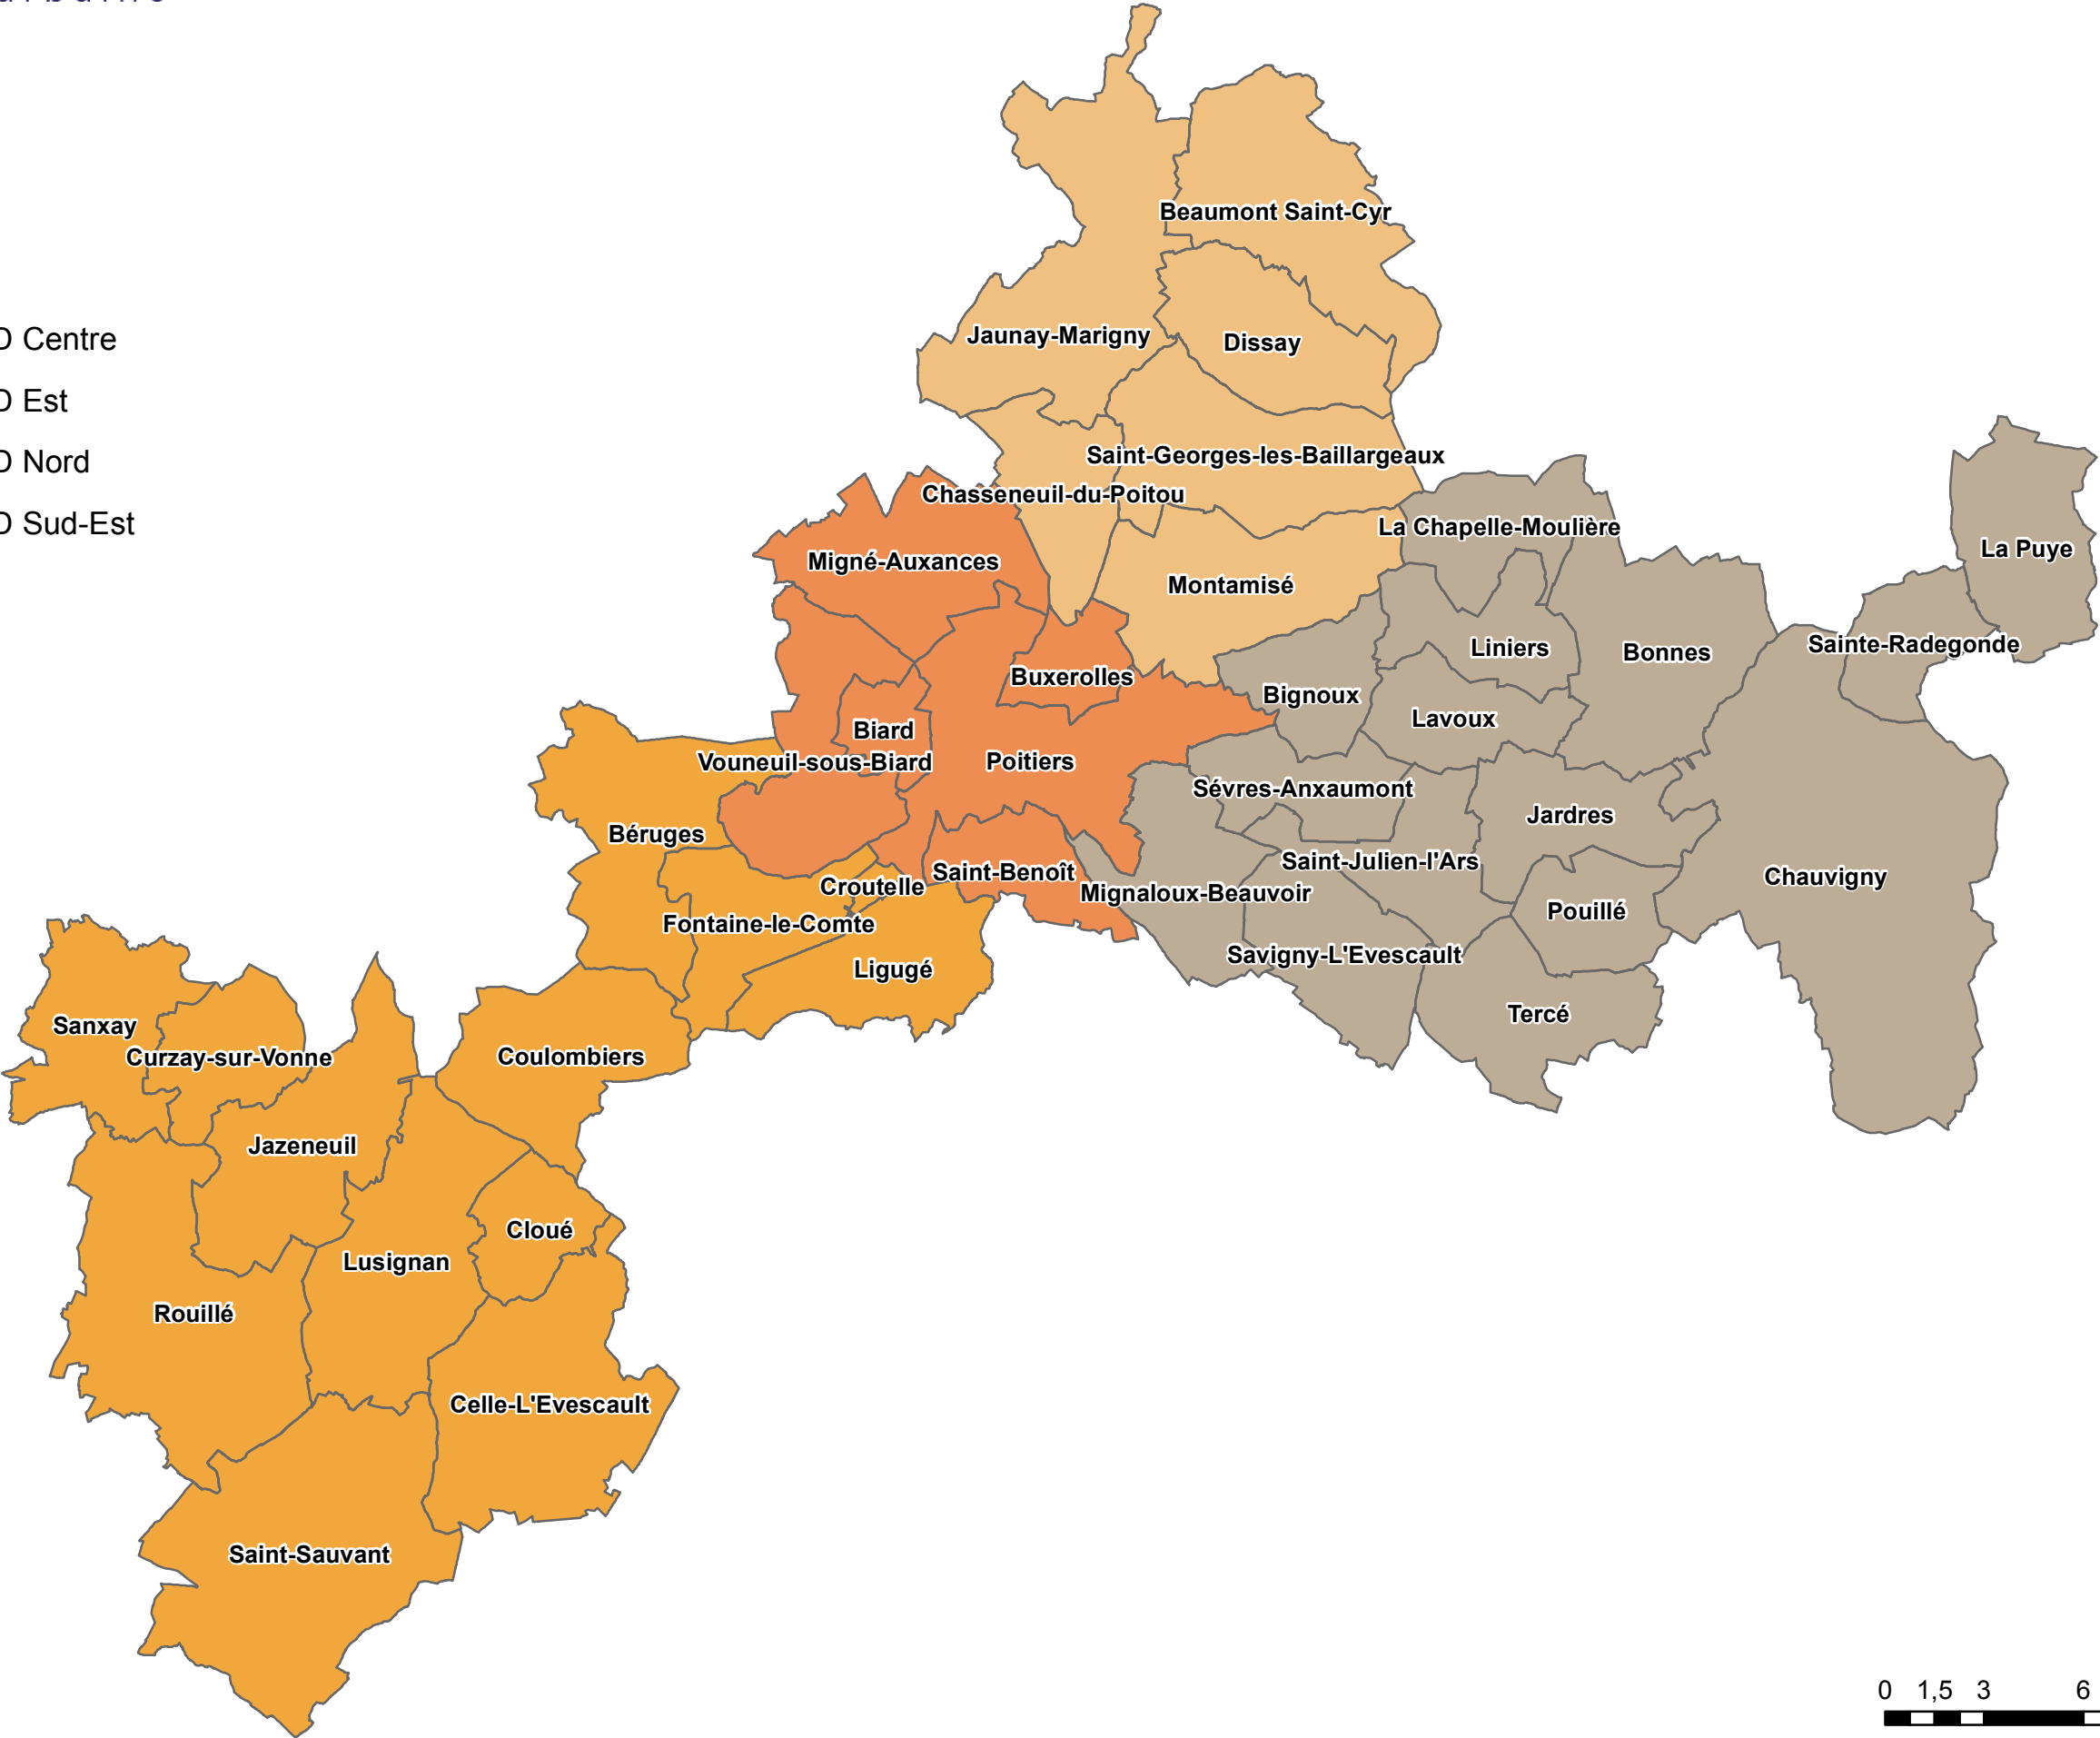 Centre
Est
Nord
Sud-Est
Beaumont Saint-Cyr
Jaunay-Marigny
Dissay
Saint-Georges-les-Baillargeaux
Chasseneuil-du-Poitou
La Chapelle-Moulière
La Puye
Migné-Auxances
Montamisé
Sainte-Radegonde
Liniers
Bonnes
Buxerolles
Bignoux
Lavoux
Biard
Vouneuil-sous-Biard
Poitiers
Sévres-Anxaumont
Jardres
Béruges
Saint-Julien-l'Ars
Saint-Benoît
Chauvigny
Croutelle
Mignaloux-Beauvoir
Pouillé
Fontaine-le-Comte
Savigny-L'Evescault
Ligugé
Tercé
Sanxay
Curzay-sur-Vonne
Coulombiers
Jazeneuil
Cloué
Lusignan
Rouillé
Celle-L'Evescault
Saint-Sauvant
0 1,5 3 6